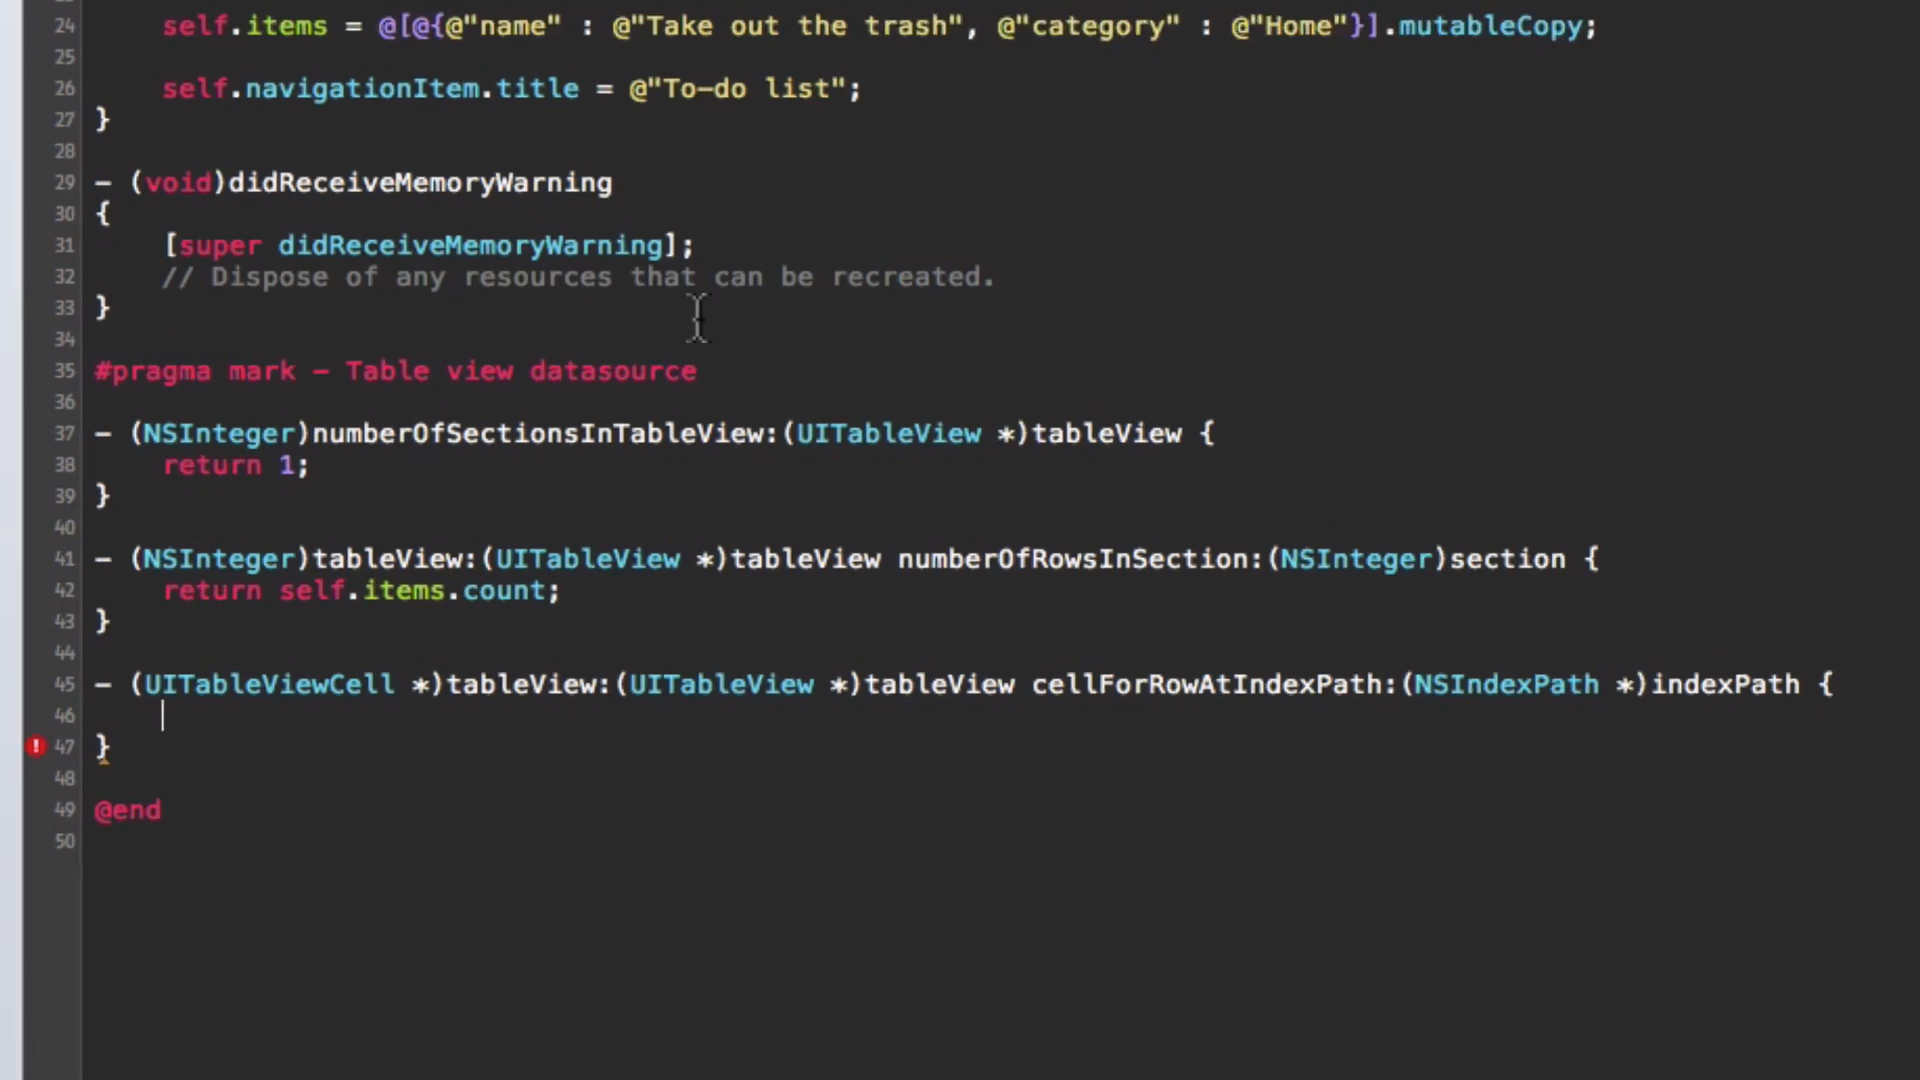 24 self.items = @[@{@"name" : @"Take out the trash", @"category" : @"Home"}].mutableCopy;
25
26 self.navigationItem.title = @"To-do list";
27 }
28
29 - (void)didReceiveMemoryWarning
30 {
31 [super didReceiveMemoryWarning];
32 // Dispose of any resources that can be recreated.
33 }
34
35 #pragma mark - Table view datasource
36
37 - (NSInteger)numberOfSectionsInTableView:(UITableView *)tableView {
38 return 1;
39 }
40
41 - (NSInteger)tableView:(UITableView *)tableView numberOfRowsInSection:(NSInteger)section {
42 return self.items.count;
43 }
44
45 - (UITableViewCell *)tableView:(UITableView *)tableView cellForRowAtIndexPath:(NSIndexPath *)indexPath {
46
47 }
48
49 @end
50